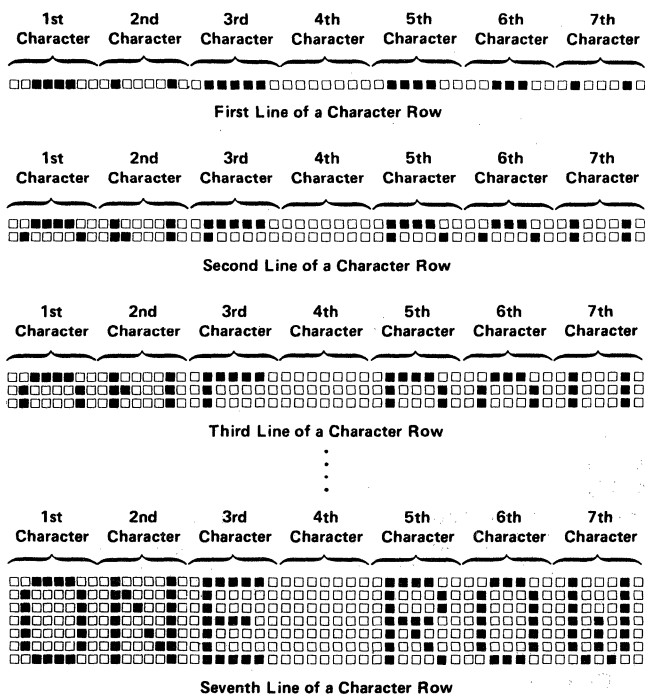 1st 2nd 3rd 4th 5th 6th 7th
Character Character Character Character Character Character Character
First Line of a Character Row
1st 2nd 3rd 4th 5th 6th 7th
Character Character Character Character Character Character Character
Second Line of a Character Row
1st 2nd 3rd 4th 5th 6th 7th
Character Character Character Character Character Character Character
Third Line of a Character Row
1st 2nd 3rd 4th 5th 6th 7th
Character Character Character Character Character Character Character
ONE ROW
Seventh Line of a Character Row